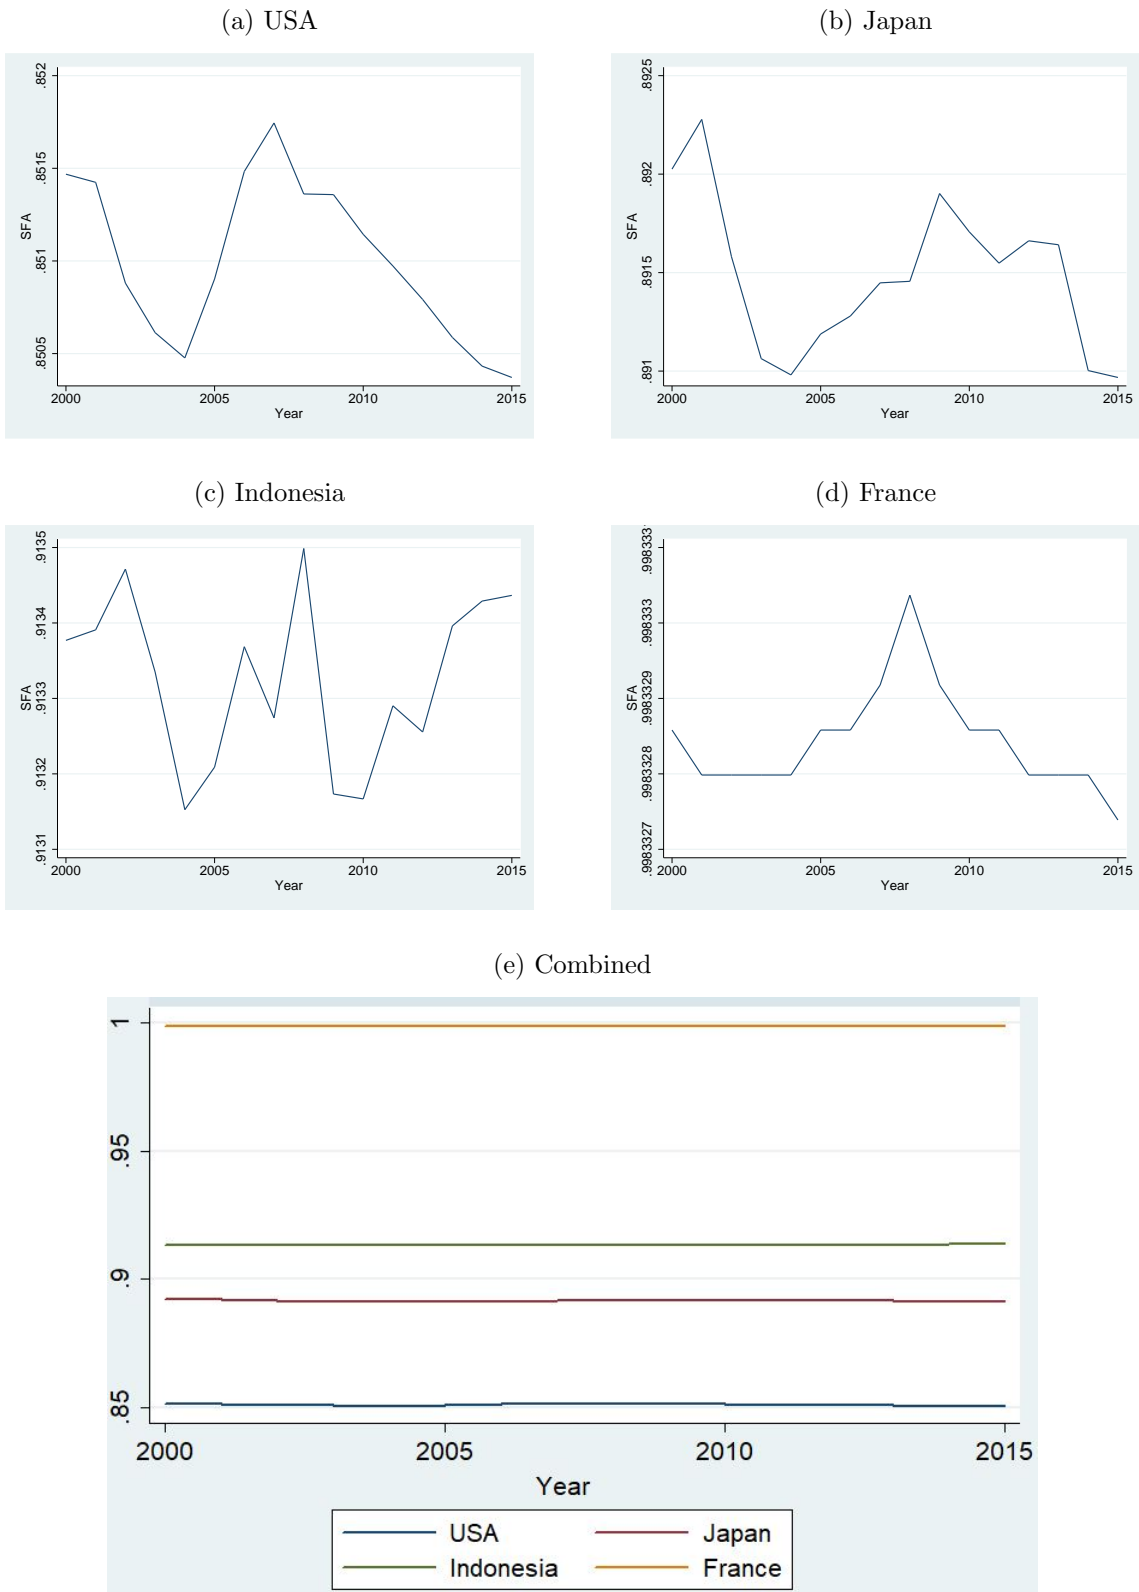 (a) USA
(b) Japan
.852
.8515
.851
.8505
SFA
2000 2005 2010 2015
Year
.8925
.892
.8915
.891
SFA
2000 2005 2010 2015
Year
(c) Indonesia
(d) France
.9135
.9134
.9133
.9132
.9131
SFA
2000 2005 2010 2015
Year
.998333
.9983329
.9983328
.9983327
SFA
2000 2005 2010 2015
Year
(e) Combined
1
.95
.9
.85
2000 2005 2010 2015
Year
USA Japan
Indonesia France